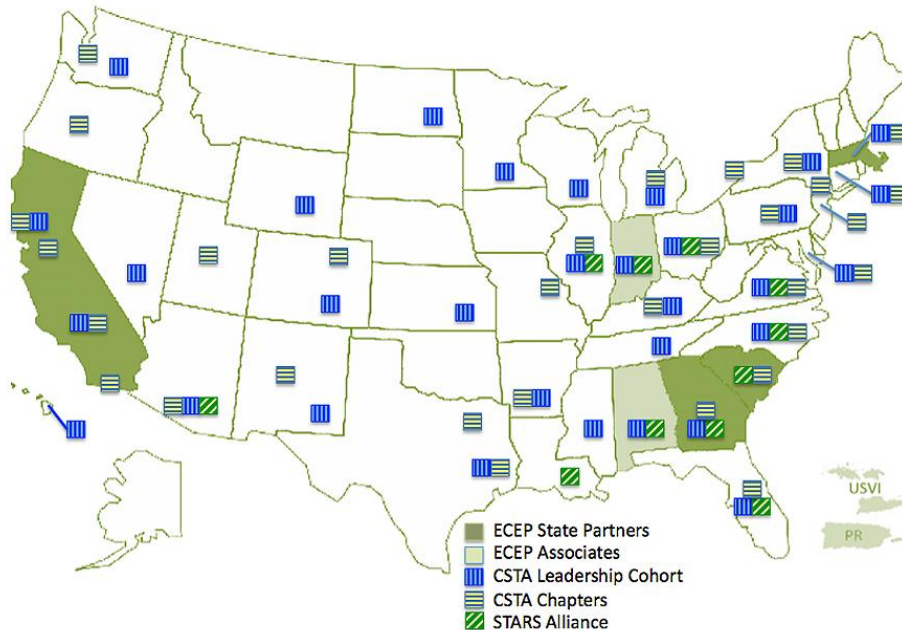 USVI
PR
ECEP State Partners
ECEP Associates
CSTA Leadership Cohort
CSTA Chapters
STARS Alliance